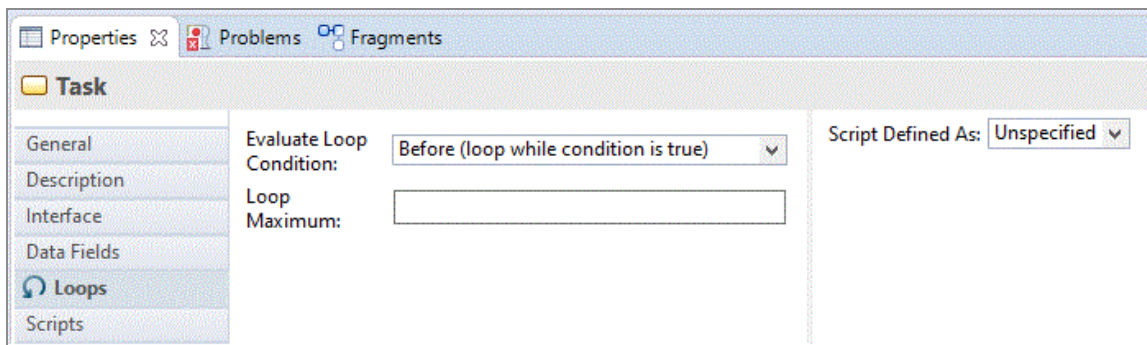 Properties Problems Fragments
Task
General
Description
Interface
Data Fields
Loops
Scripts
Evaluate Loop
Condition:
Before (loop while condition is true)
Loop
Maximum:
Script Defined As: Unspecified